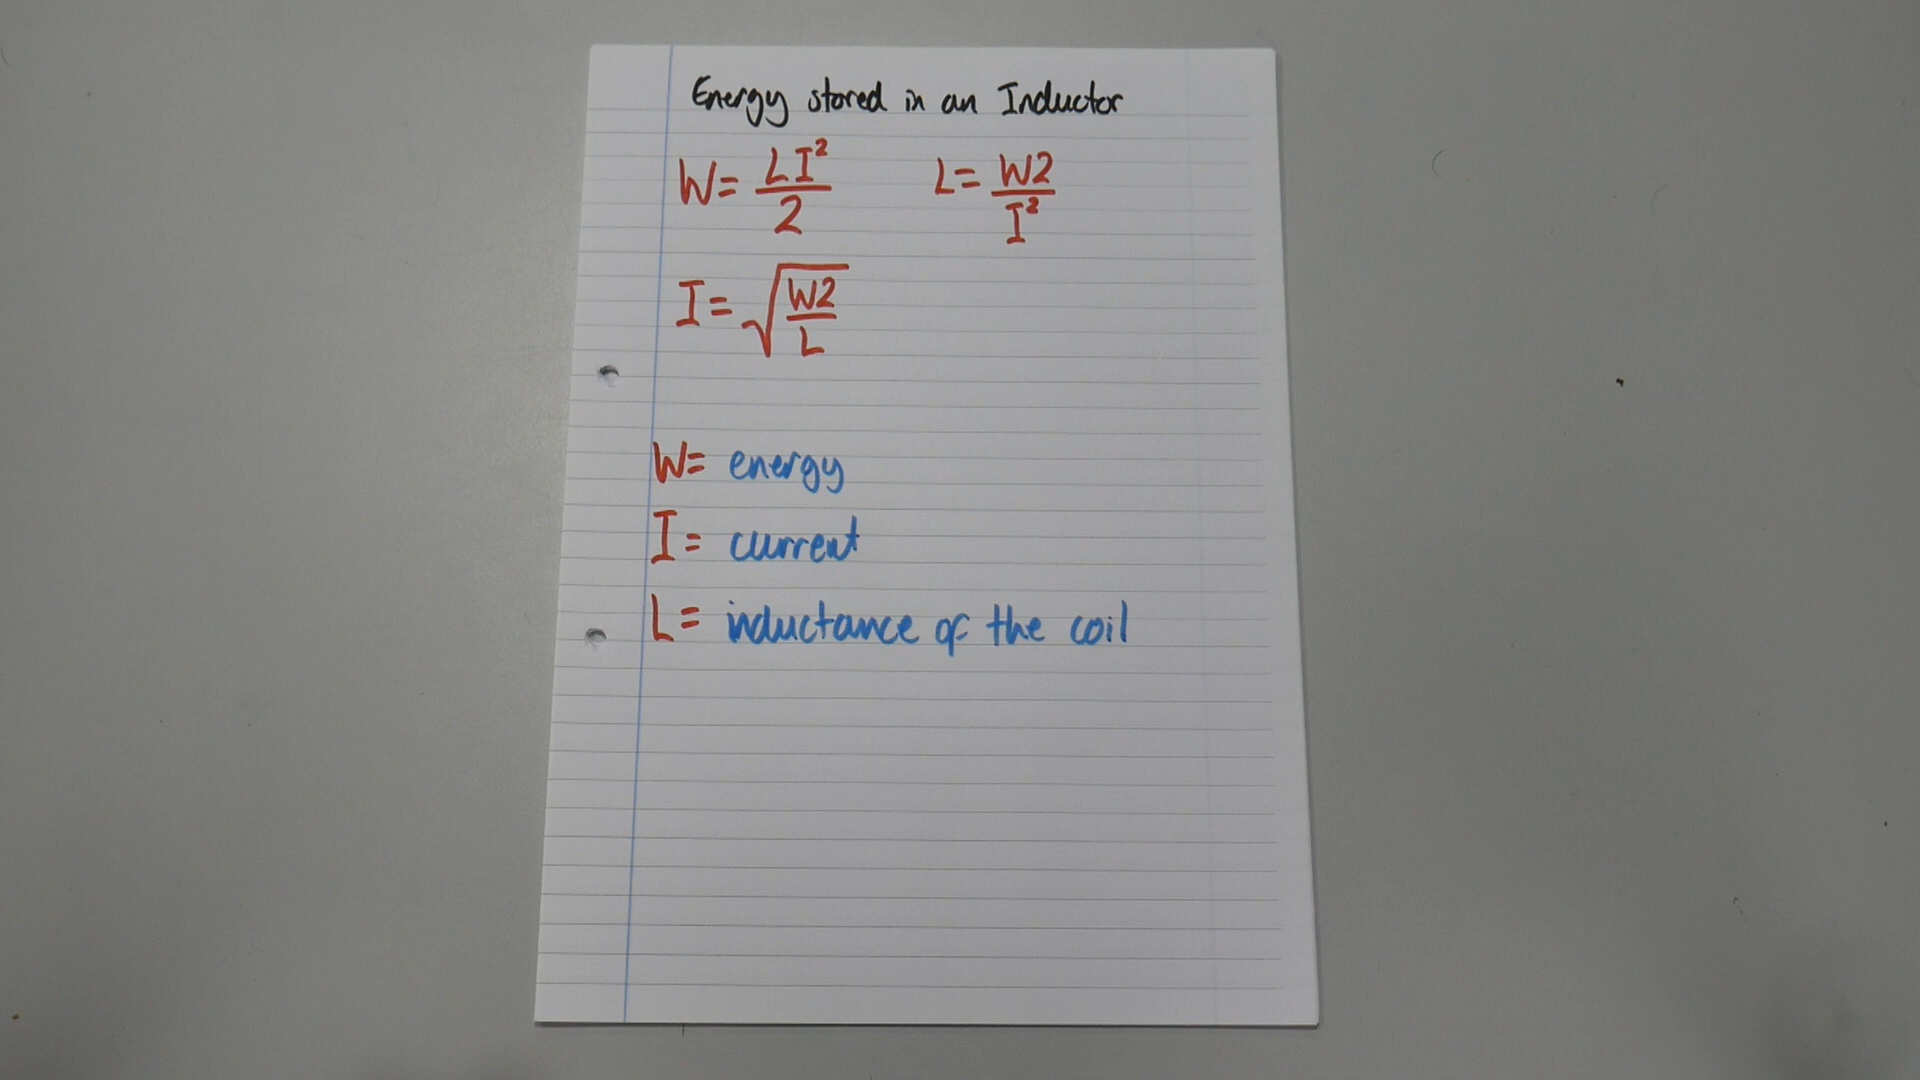 Energy stored in an Inductor
W= LI²/2 L= W2/I²
I= √(W2/L)
W= energy
I= current
L= inductance of the coil